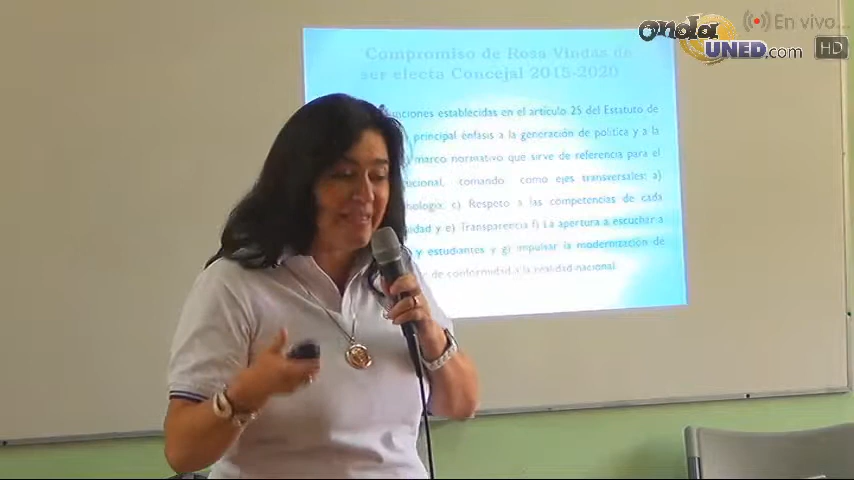 Onda UNED.com
En vivo...
HD
Compromiso de Rosa Vindas de
ser electa Concejal 2015-2020
funciones establecidas en el artículo 25 del Estatuto de
principal énfasis a la generación de política y a la
marco normativo que sirve de referencia para el
tomando como ejes transversales: a)
c) Respeto a las competencias de cada
y e) Transparencia f) La apertura a escuchar a
y estudiantes y g) impulsar la modernización de
de conformidad a la realidad nacional.